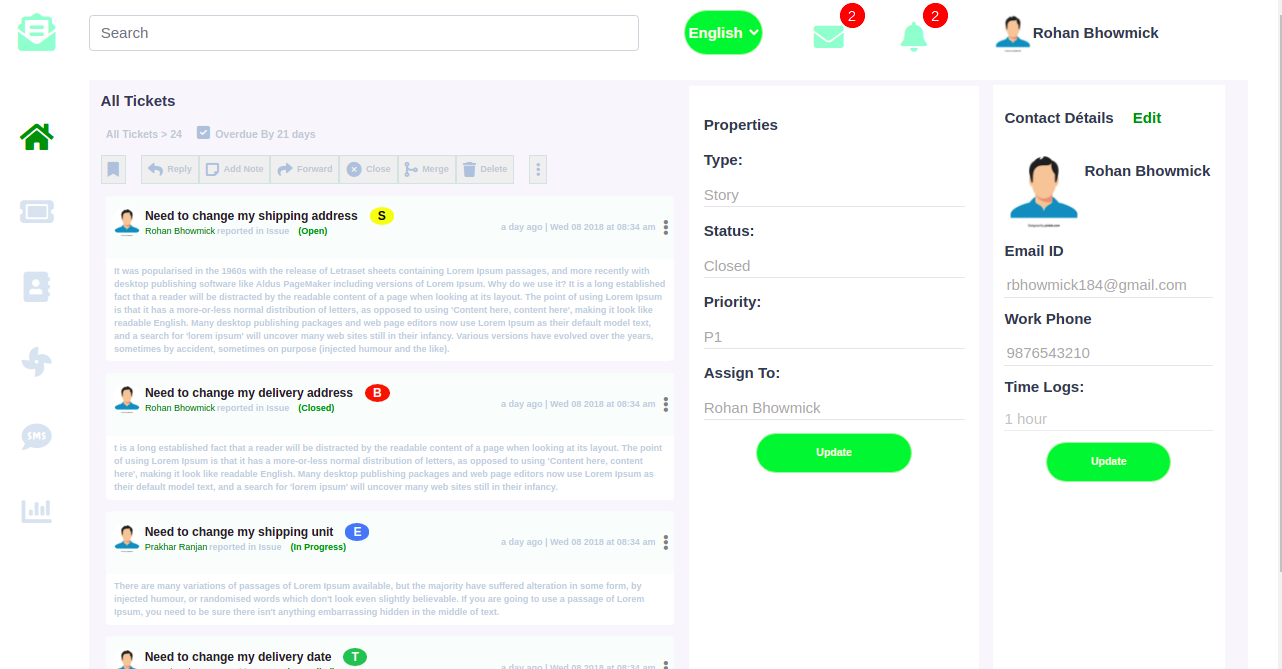 Search
English
2
2
Rohan Bhowmick
All Tickets
All Tickets > 24 Overdue By 21 days
Reply Add Note Forward Close Merge Delete
Need to change my shipping address S
Rohan Bhowmick reported in Issue (Open)
a day ago | Wed 08 2018 at 08:34 am
It was popularised in the 1960s with the release of Letraset sheets containing Lorem Ipsum passages, and more recently with
desktop publishing software like Aldus PageMaker including versions of Lorem Ipsum. Why do we use it? It is a long established
fact that a reader will be distracted by the readable content of a page when looking at its layout. The point of using Lorem Ipsum
is that it has a more-or-less normal distribution of letters, as opposed to using 'Content here, content here', making it look like
readable English. Many desktop publishing packages and web page editors now use Lorem Ipsum as their default model text,
and a search for 'lorem ipsum' will uncover many web sites still in their infancy. Various versions have evolved over the years,
sometimes by accident, sometimes on purpose (injected humour and the like).
Need to change my delivery address B
Rohan Bhowmick reported in Issue (Closed)
a day ago | Wed 08 2018 at 08:34 am
t is a long established fact that a reader will be distracted by the readable content of a page when looking at its layout. The point
of using Lorem Ipsum is that it has a more-or-less normal distribution of letters, as opposed to using 'Content here, content
here', making it look like readable English. Many desktop publishing packages and web page editors now use Lorem Ipsum as
their default model text, and a search for 'lorem ipsum' will uncover many web sites still in their infancy.
Need to change my shipping unit E
Prakhar Ranjan reported in Issue (In Progress)
a day ago | Wed 08 2018 at 08:34 am
There are many variations of passages of Lorem Ipsum available, but the majority have suffered alteration in some form, by
injected humour, or randomised words which don't look even slightly believable. If you are going to use a passage of Lorem
Ipsum, you need to be sure there isn't anything embarrassing hidden in the middle of text.
Need to change my delivery date T
a day ago | Wed 08 2018 at 08:34 am
Properties
Type:
Story
Status:
Closed
Priority:
P1
Assign To:
Rohan Bhowmick
Update
Contact Détails Edit
Rohan Bhowmick
Email ID
rbhowmick184@gmail.com
Work Phone
9876543210
Time Logs:
1 hour
Update
SMS